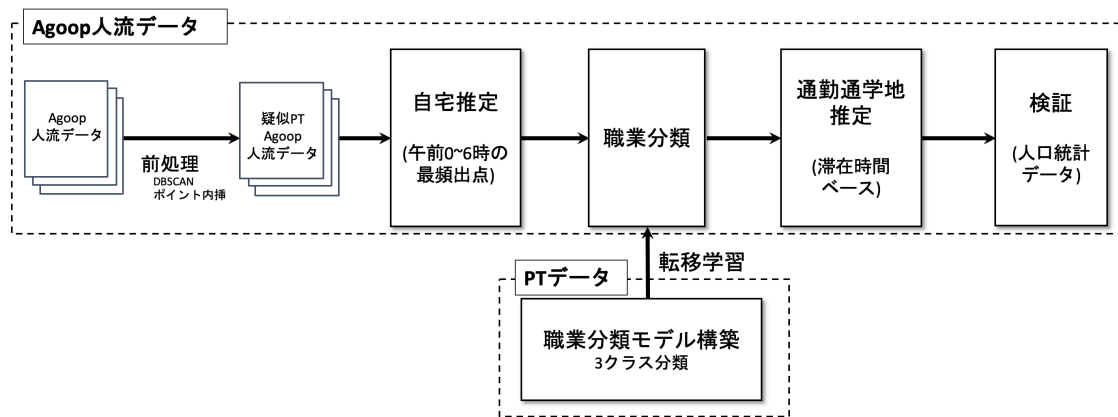 Agoop人流データ
Agoop
人流データ
前処理
DBSCAN
ポイント内挿
疑似PT
Agoop
人流データ
自宅推定
(午前0~6時の
最頻出点)
職業分類
通勤通学地
推定
(滞在時間
ベース)
検証
(人口統計
データ)
転移学習
PTデータ
職業分類モデル構築
3クラス分類